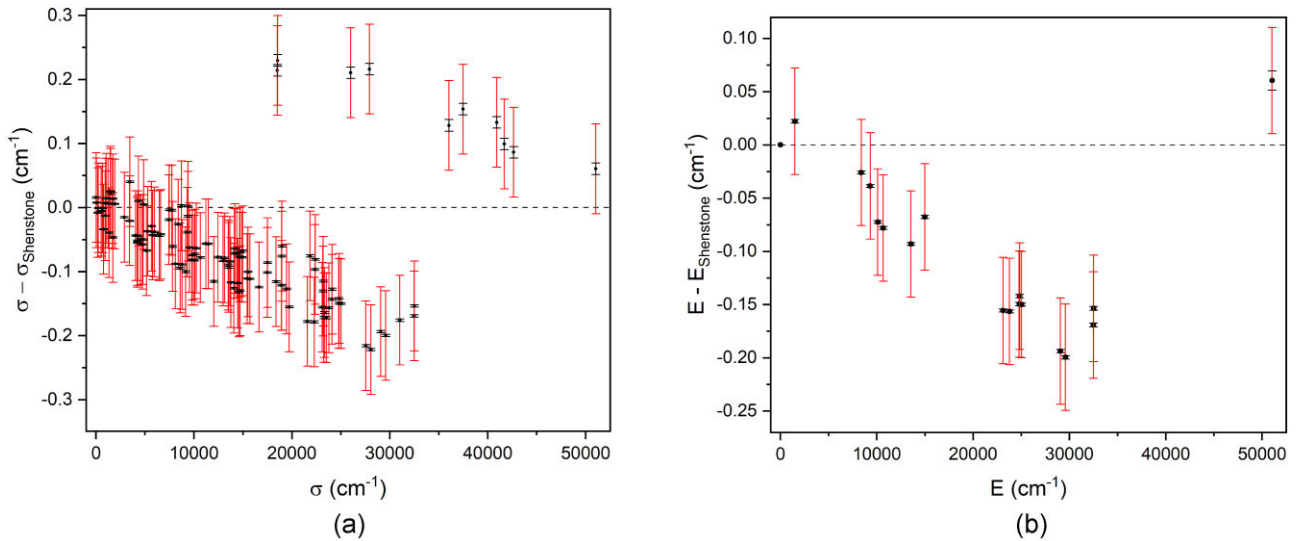 0.3
0.2
0.1
0.0
-0.1
-0.2
-0.3
σ − σShenstone (cm-1)
0 10000 20000 30000 40000 50000
σ (cm-1)
(a)
0.10
0.05
0.00
-0.05
-0.10
-0.15
-0.20
-0.25
E - EShenstone (cm-1)
0 10000 20000 30000 40000 50000
E (cm-1)
(b)